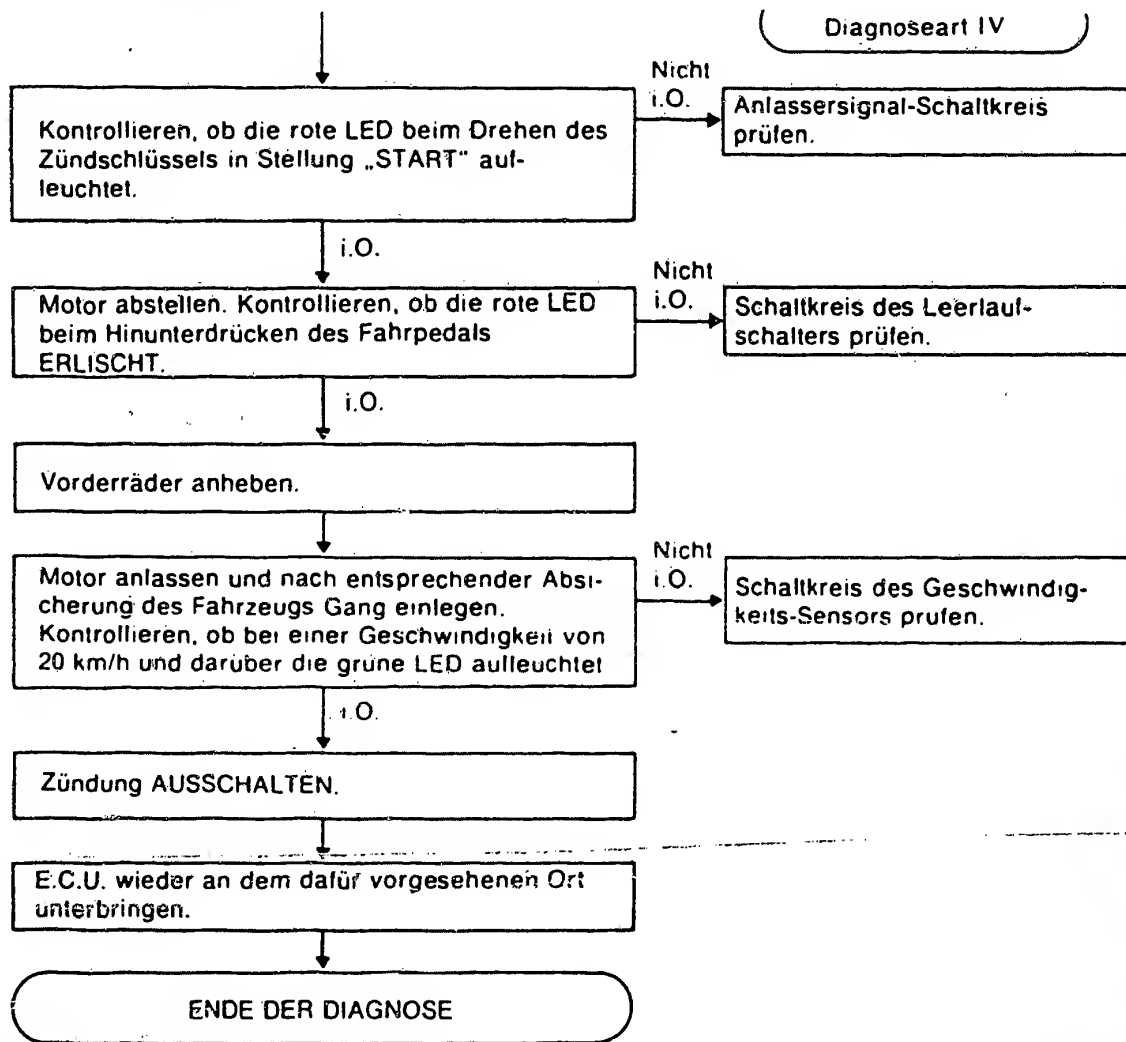 Diagnoseart IV
Kontrollieren, ob die rote LED beim Drehen des
Zündschlüssels in Stellung „START“ auf-
leuchtet.
Nicht
i.O.
Anlassersignal-Schaltkreis
prüfen.
i.O.
Motor abstellen. Kontrollieren, ob die rote LED
beim Hinunterdrücken des Fahrpedals
ERLISCHT.
Nicht
i.O.
Schaltkreis des Leerlauf-
schalters prüfen.
i.O.
Vorderräder anheben.
Motor anlassen und nach entsprechender Absi-
cherung des Fahrzeugs Gang einlegen.
Kontrollieren, ob bei einer Geschwindigkeit von
20 km/h und darüber die grüne LED aufleuchtet
Nicht
i.O.
Schaltkreis des Geschwindig-
keits-Sensors prufen.
i.O.
Zündung AUSSCHALTEN.
E.C.U. wieder an dem dafür vorgesehenen Ort
unterbringen.
ENDE DER DIAGNOSE